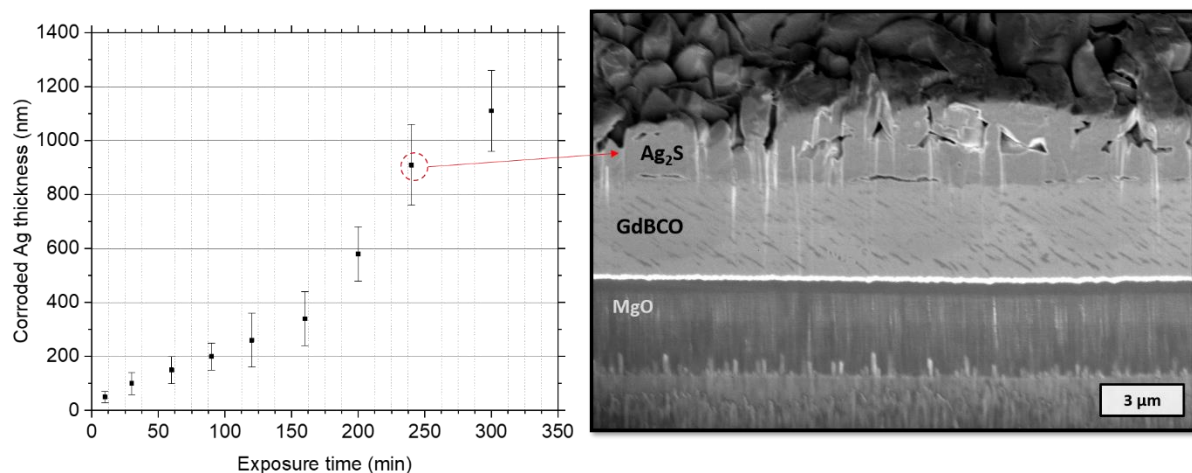 1400
1200
1000
800
600
400
200
0
Corroded Ag thickness (nm)
0 50 100 150 200 250 300 350
Exposure time (min)
Ag₂S
GdBCO
MgO
3 μm